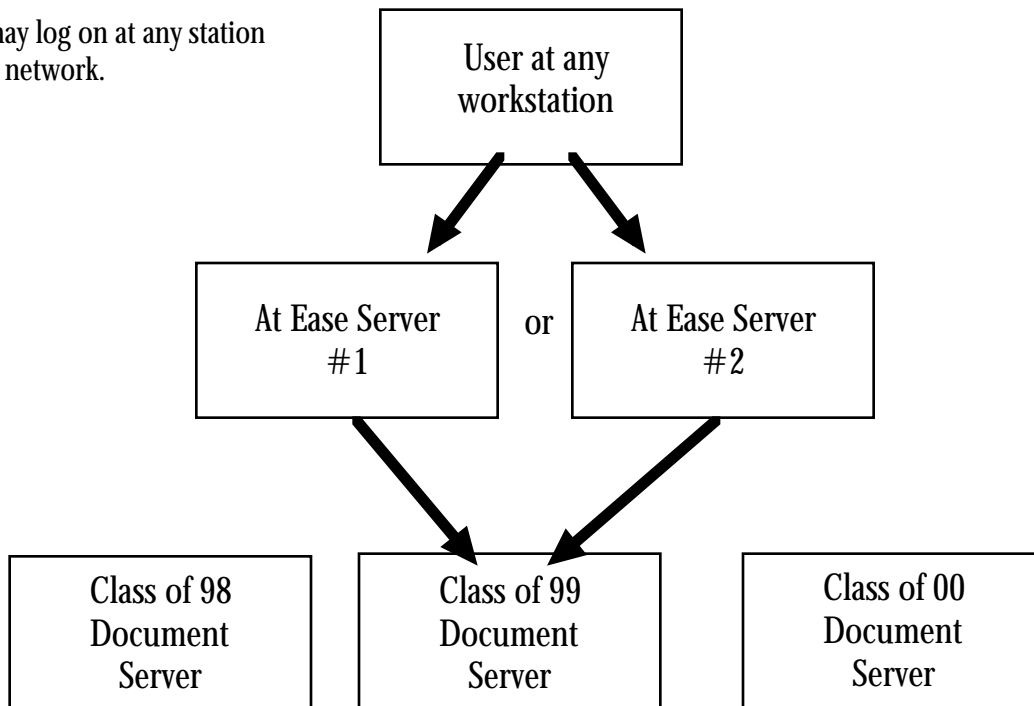 may log on at any station
network.
User at any
workstation
At Ease Server
#1
or
At Ease Server
#2
Class of 98
Document
Server
Class of 99
Document
Server
Class of 00
Document
Server